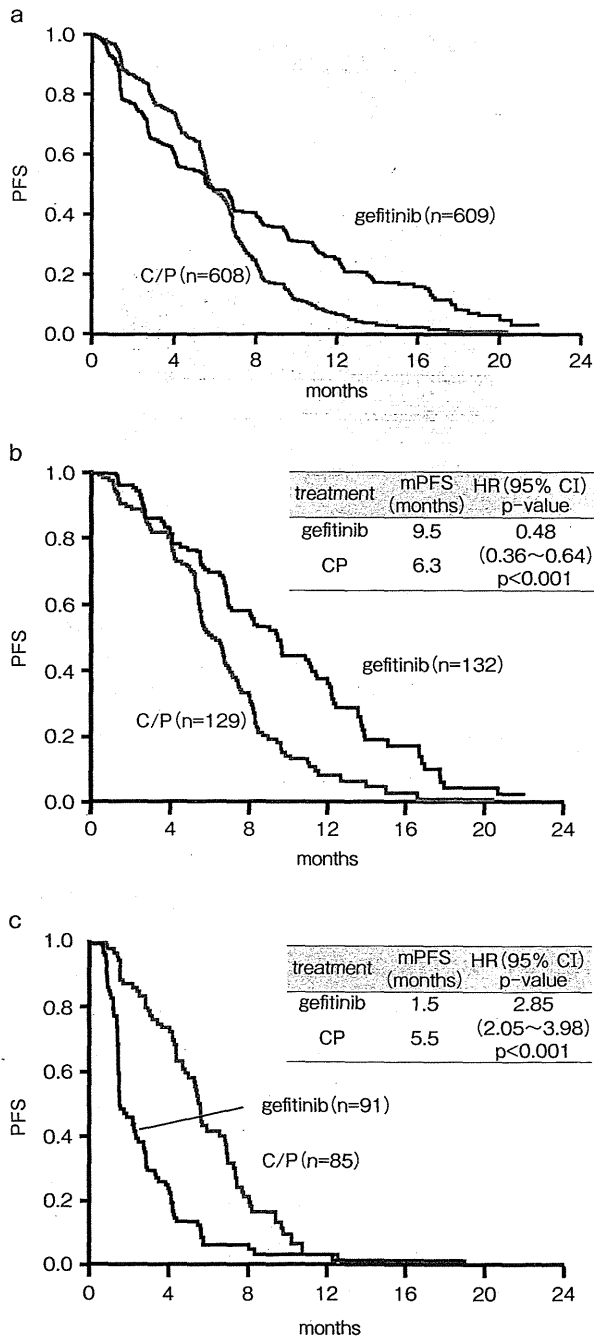 a
1.0
0.8
0.6
0.4
0.2
0.0
PFS
gefitinib(n=609)
C/P(n=608)
0 4 8 12 16 20 24
months
b
1.0
0.8
0.6
0.4
0.2
0.0
PFS
treatment mPFS (months) HR(95% CI) p-value
gefitinib 9.5 0.48
CP 6.3 (0.36~0.64) p<0.001
gefitinib(n=132)
C/P(n=129)
0 4 8 12 16 20 24
months
c
1.0
0.8
0.6
0.4
0.2
0.0
PFS
treatment mPFS (months) HR(95% CI) p-value
gefitinib 1.5 2.85
CP 5.5 (2.05~3.98) p<0.001
gefitinib(n=91)
C/P(n=85)
0 4 8 12 16 20 24
months